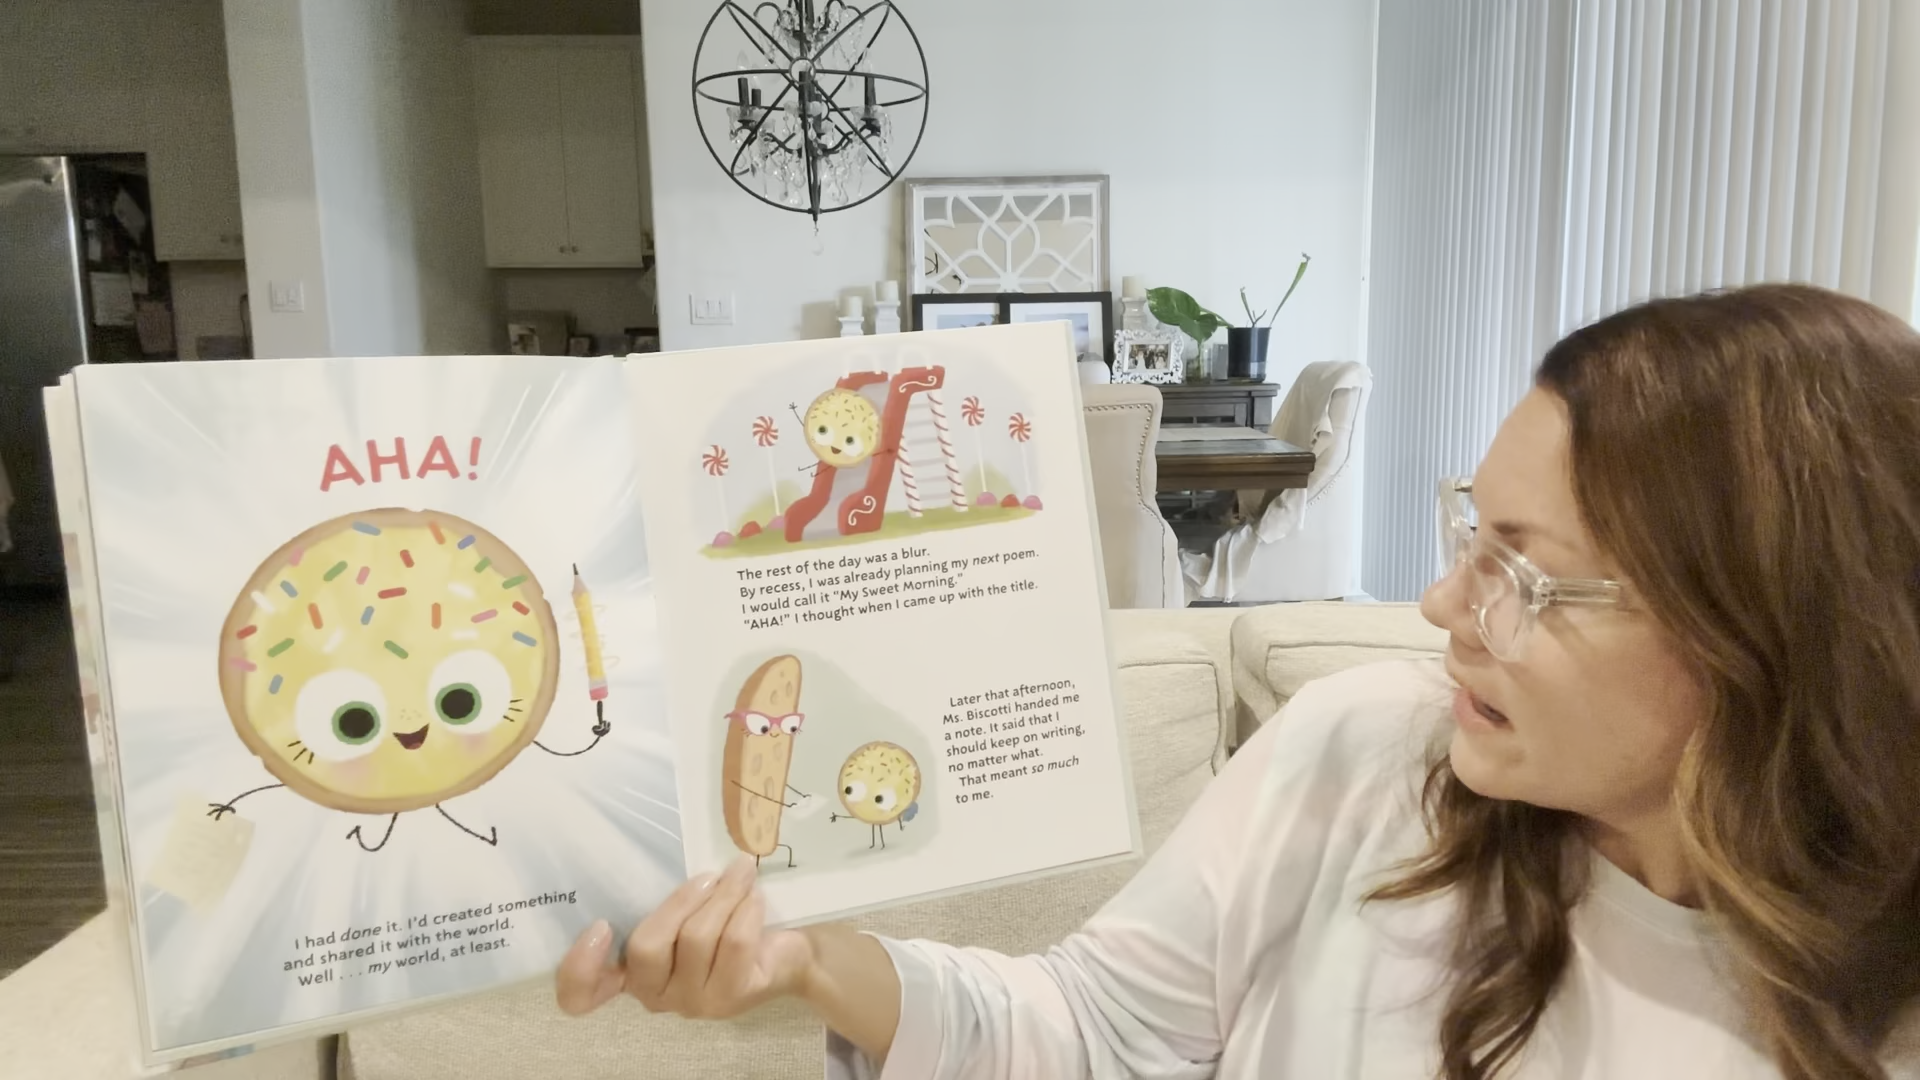 AHA!
I had done it. I'd created something
and shared it with the world.
Well . . . my world, at least.
The rest of the day was a blur.
By recess, I was already planning my next poem.
I would call it "My Sweet Morning."
"AHA!" I thought when I came up with the title.
Later that afternoon,
Ms. Biscotti handed me
a note. It said that I
should keep on writing,
no matter what.
That meant so much
to me.